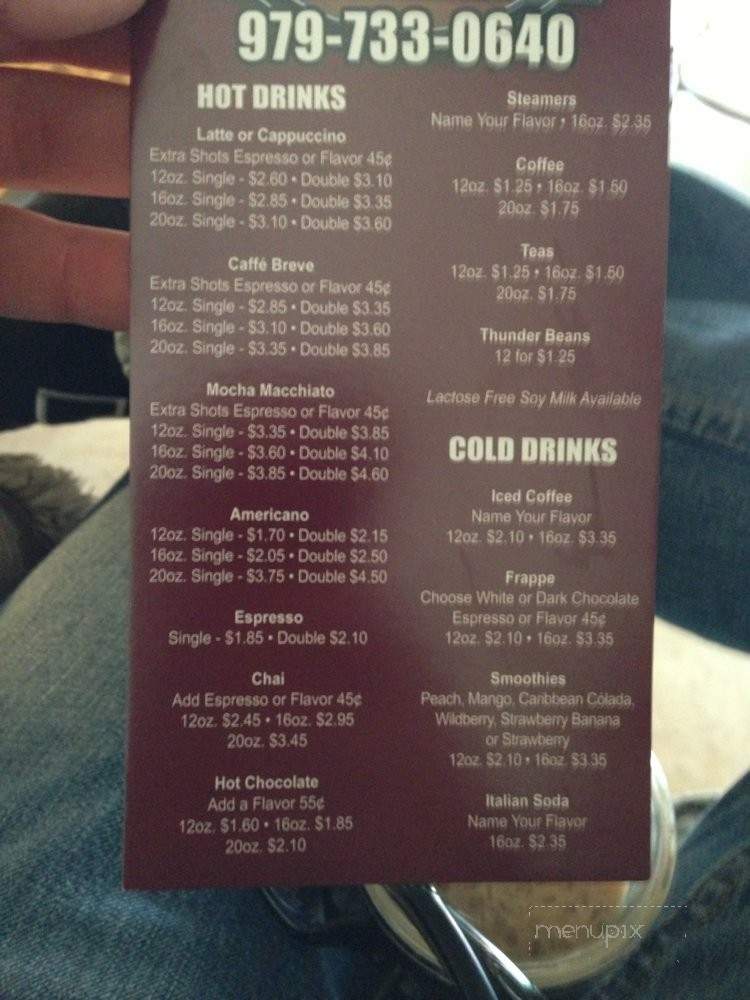 979-733-0640
HOT DRINKS
Latte or Cappuccino
Extra Shots Espresso or Flavor 45¢
12oz. Single - $2.60 • Double $3.10
16oz. Single - $2.85 • Double $3.35
20oz. Single - $3.10 • Double $3.60
Caffé Breve
Extra Shots Espresso or Flavor 45¢
12oz. Single - $2.85 • Double $3.35
16oz. Single - $3.10 • Double $3.60
20oz. Single - $3.35 • Double $3.85
Mocha Macchiato
Extra Shots Espresso or Flavor 45¢
12oz. Single - $3.35 • Double $3.85
16oz. Single - $3.60 • Double $4.10
20oz. Single - $3.85 • Double $4.60
Americano
12oz. Single - $1.70 • Double $2.15
16oz. Single - $2.05 • Double $2.50
20oz. Single - $3.75 • Double $4.50
Espresso
Single - $1.85 • Double $2.10
Chai
Add Espresso or Flavor 45¢
12oz. $2.45 • 16oz. $2.95
20oz. $3.45
Hot Chocolate
Add a Flavor 55¢
12oz. $1.60 • 16oz. $1.85
20oz. $2.10
Steamers
Name Your Flavor • 16oz. $2.35
Coffee
12oz. $1.25 • 16oz. $1.50
20oz. $1.75
Teas
12oz. $1.25 • 16oz. $1.50
20oz. $1.75
Thunder Beans
12 for $1.25
Lactose Free Soy Milk Available
COLD DRINKS
Iced Coffee
Name Your Flavor
12oz. $2.10 • 16oz. $3.35
Frappe
Choose White or Dark Chocolate
Espresso or Flavor 45¢
12oz. $2.10 • 16oz. $3.35
Smoothies
Peach, Mango, Caribbean Colada,
Wildberry, Strawberry Banana
or Strawberry
12oz. $2.10 • 16oz. $3.35
Italian Soda
Name Your Flavor
16oz. $2.35
menupix